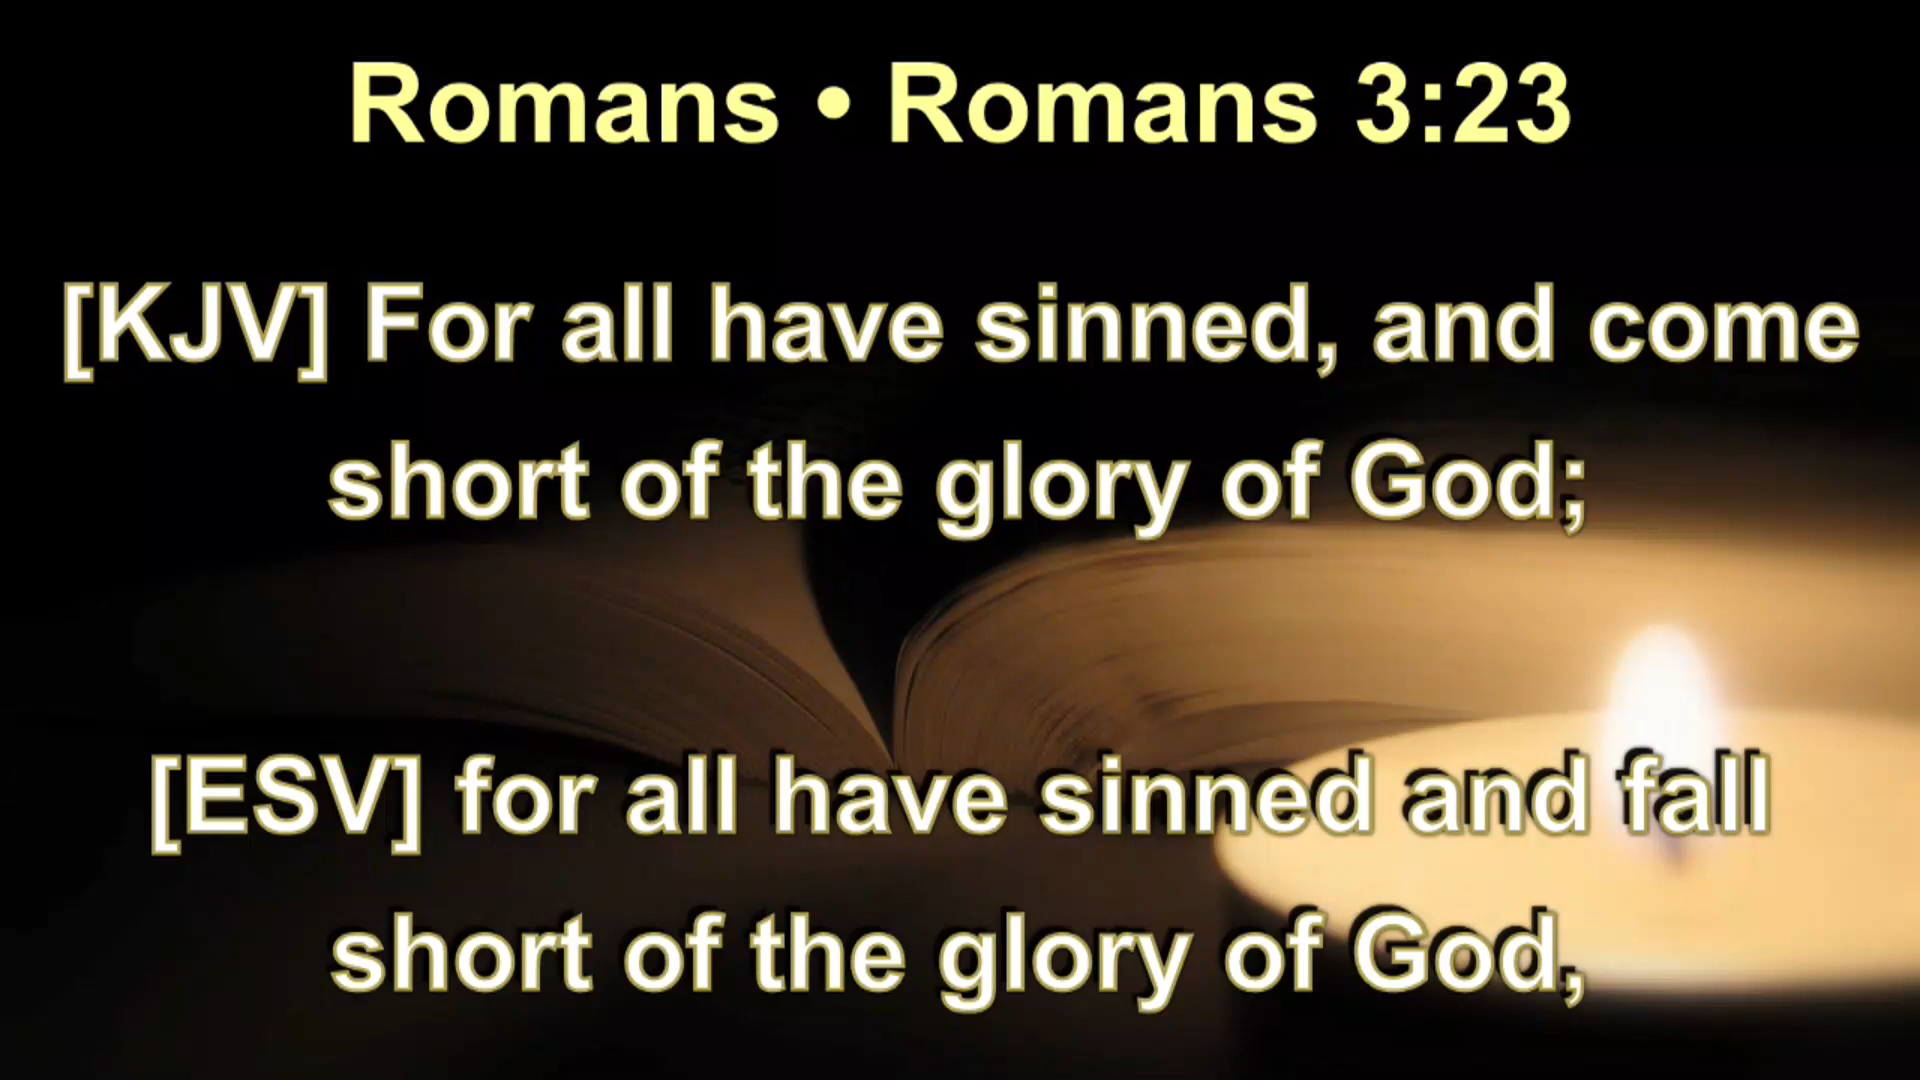 Romans • Romans 3:23
[KJV] For all have sinned, and come
short of the glory of God;
[ESV] for all have sinned and fall
short of the glory of God,